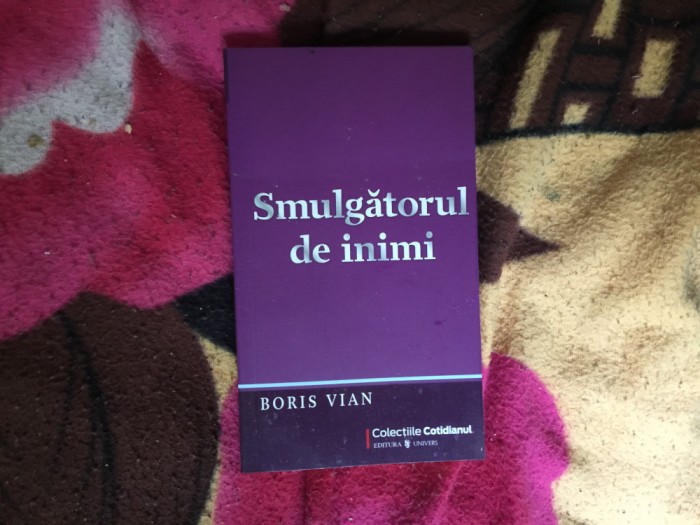 Smulgătorul
de inimi
BORIS VIAN
Colecțiile Cotidianul
EDITURA UNIVERS